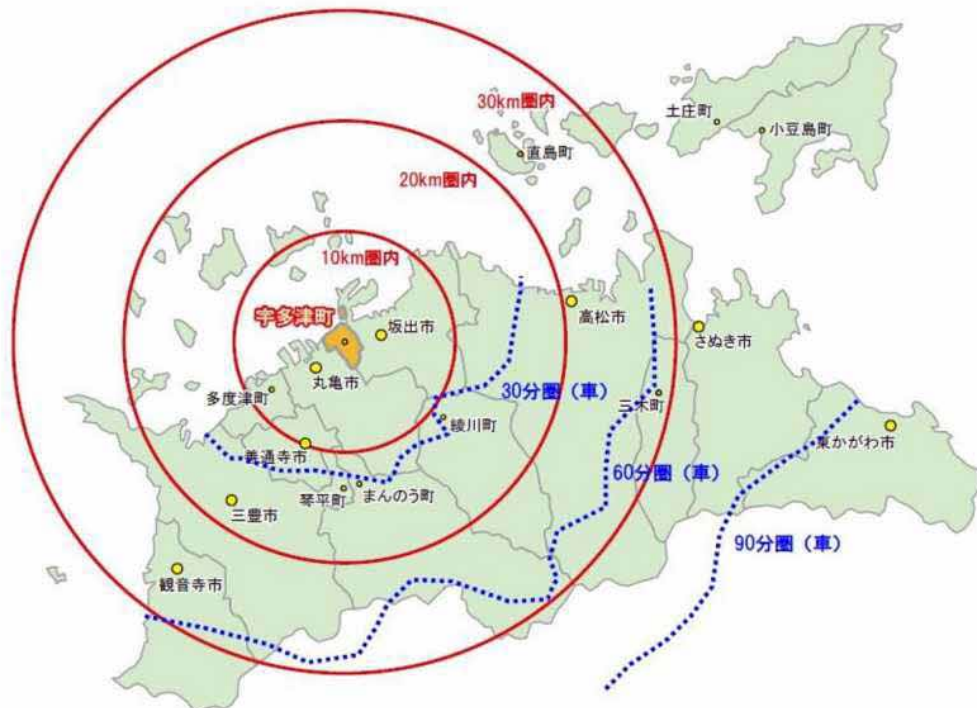 30km圏内
土庄町
小豆島町
直島町
20km圏内
10km圏内
宇多津町
高松市
坂出市
さぬき市
丸亀市
30分圏（車）
多度津町
三木町
綾川町
東かがわ市
善通寺市
60分圏（車）
琴平町
まんのう町
三豊市
90分圏（車）
観音寺市